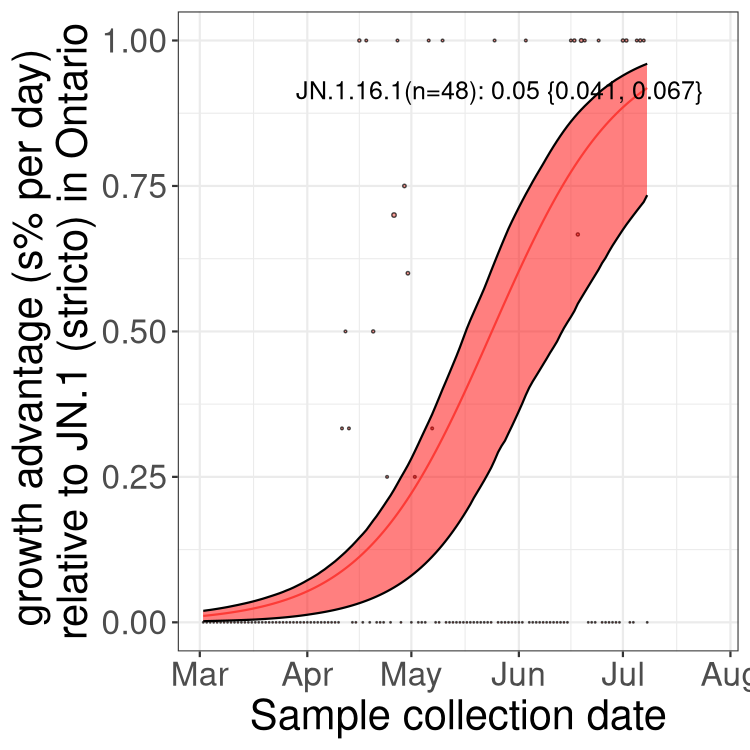 growth advantage (s% per day)
relative to JN.1 (stricto) in Ontario
1.00
0.75
0.50
0.25
0.00
JN.1.16.1(n=48): 0.05 {0.041, 0.067}
Mar Apr May Jun Jul Aug
Sample collection date